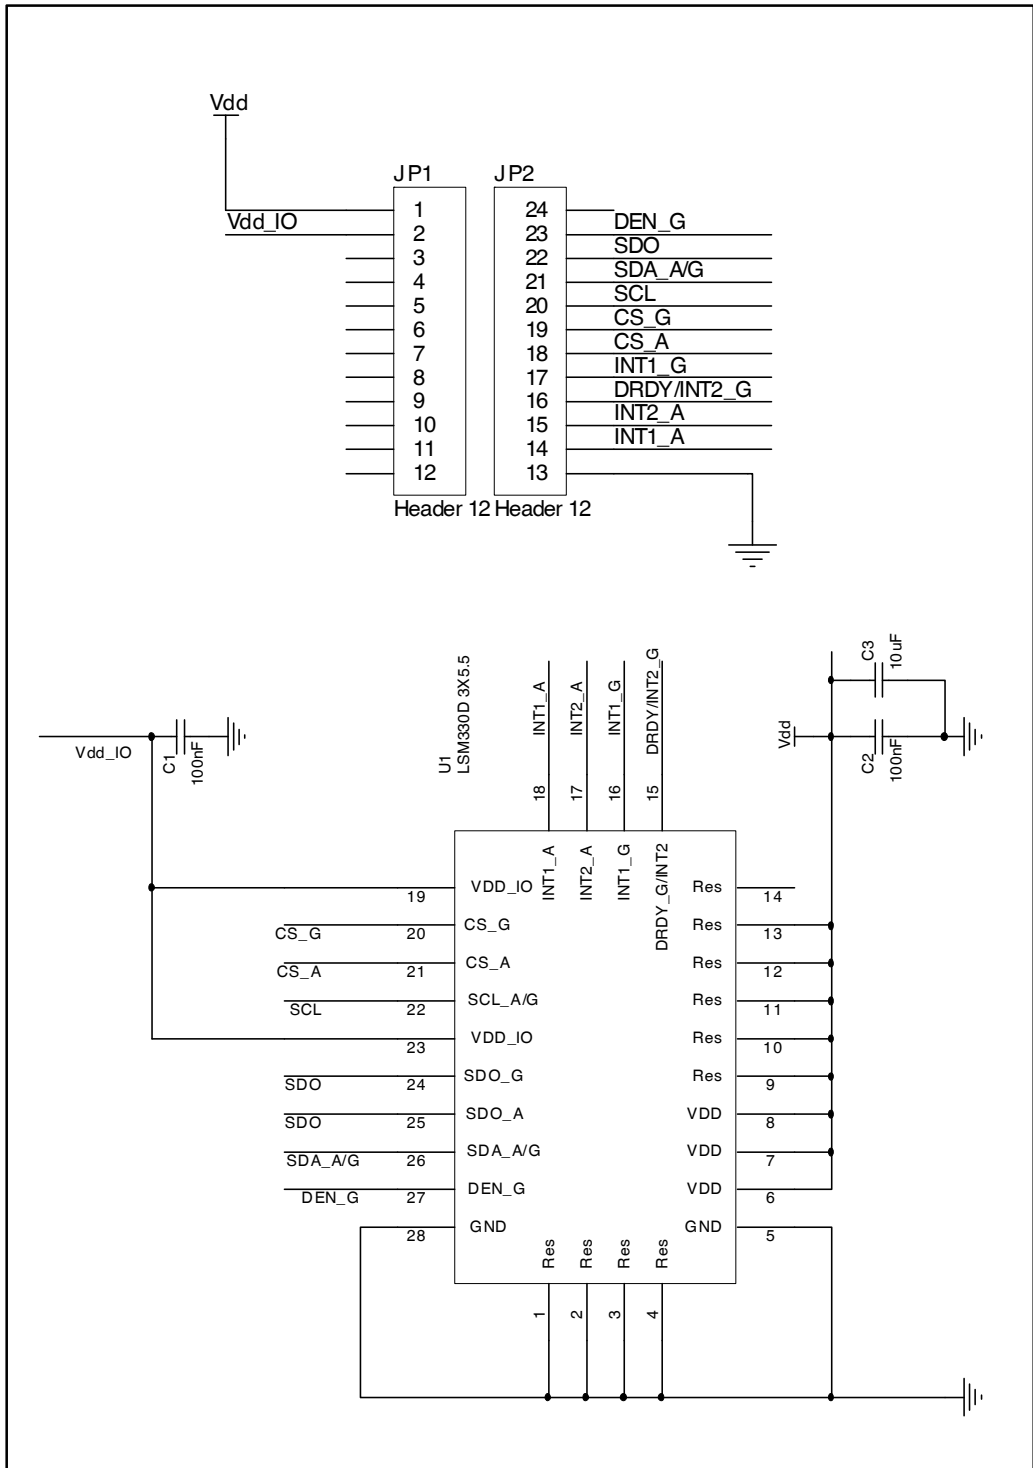 Vdd
JP1 JP2
1 24
Vdd_IO DEN_G
2 23
SDO
3 22
SDA_A/G
4 21
SCL
5 20
CS_G
6 19
CS_A
7 18
INT1_G
8 17
DRDY/INT2_G
9 16
INT2_A
10 15
INT1_A
11 14
12 13
Header 12 Header 12
C3
10uF
INT1_A
INT2_A
INT1_G
DRDY/INT2_G
U1
LSM330D 3X5.5
Vdd_IO
C1
100nF
Vdd
C2
100nF
18
17
16
15
INT1_A
INT2_A
INT1_G
DRDY_G/INT2
19 VDD_IO Res 14
CS_G 20 CS_G Res 13
CS_A 21 CS_A Res 12
SCL 22 SCL_A/G Res 11
23 VDD_IO Res 10
SDO 24 SDO_G Res 9
SDO 25 SDO_A VDD 8
SDA_A/G 26 SDA_A/G VDD 7
DEN_G 27 DEN_G VDD 6
28 GND GND 5
Res Res Res Res
1 2 3 4